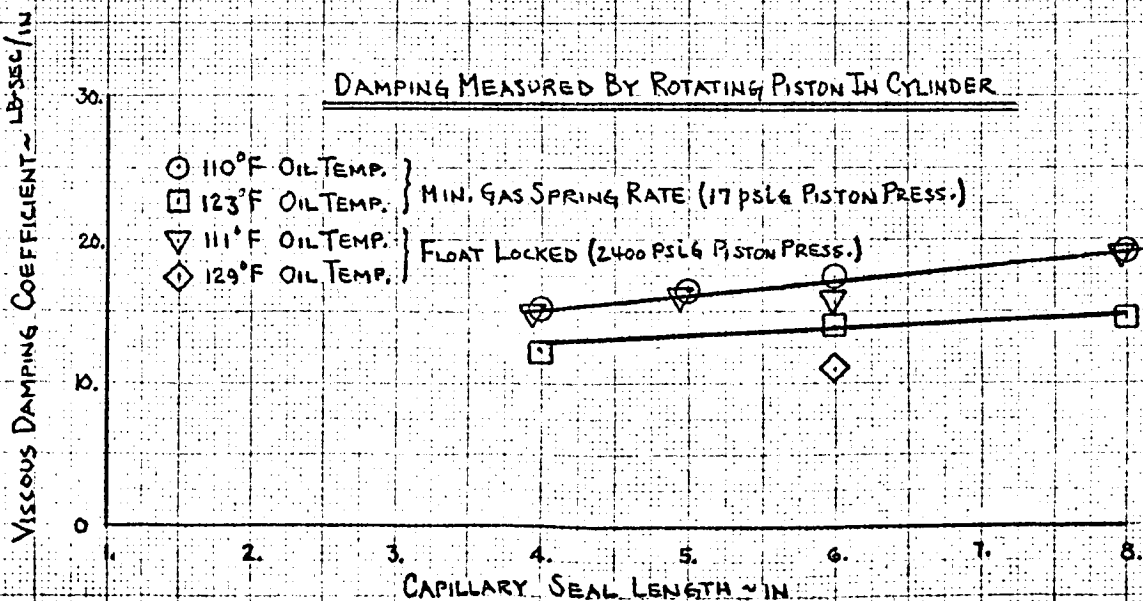 DAMPING MEASURED BY ROTATING PISTON IN CYLINDER
VISCOUS DAMPING COEFFICIENT ~ LB-SEC/IN
30.
20.
10.
0
110°F OIL TEMP.
123°F OIL TEMP.
MIN. GAS SPRING RATE (17 psig PISTON PRESS.)
111°F OIL TEMP.
129°F OIL TEMP.
FLOAT LOCKED (2400 PSIG PISTON PRESS.)
1. 2. 3. 4. 5. 6. 7. 8.
CAPILLARY SEAL LENGTH ~ IN